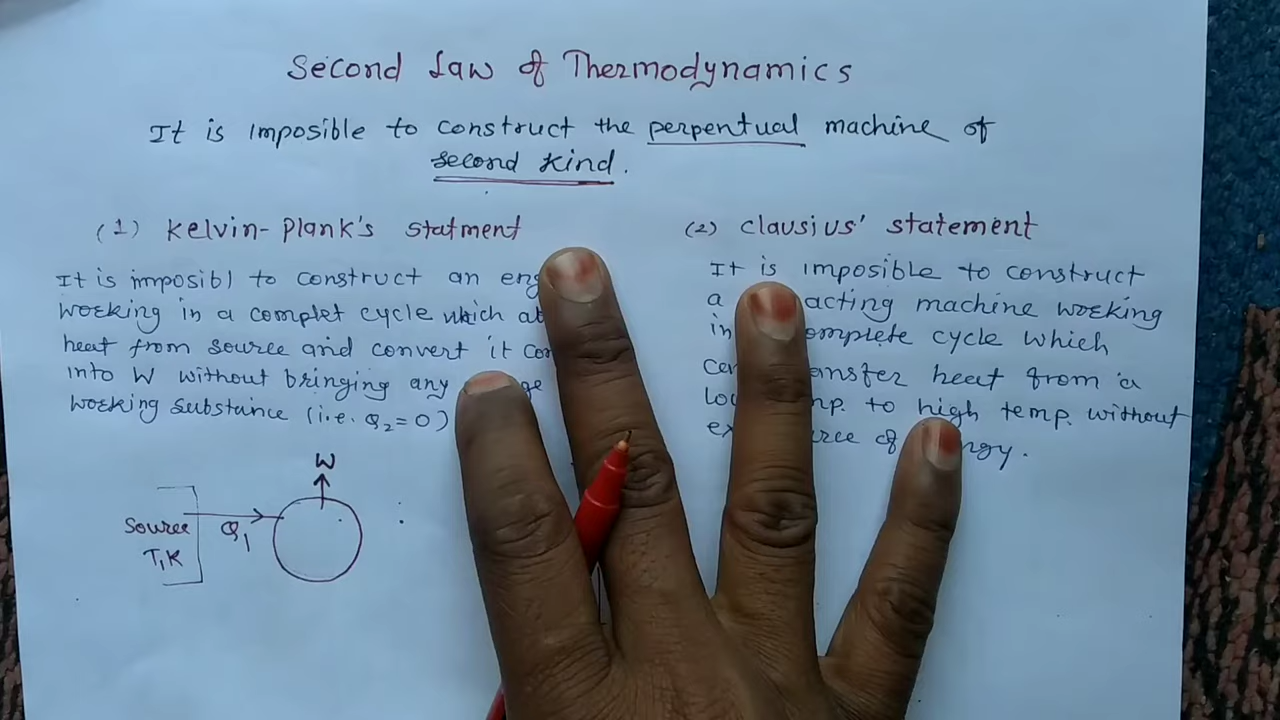 Second Law of Thermodynamics
It is imposible to construct the perpentual machine of
second kind.
(1) Kelvin-Plank's statment
It is imposibl to construct an
working in a complet cycle which
heat from source and convert it
into W without bringing any
working substance (i.e. Q2=0)
W
Source
T1K
Q1
(2) Clausius' statement
It is imposible to construct
a acting machine working
in complete cycle which
heat from a
to high temp. without
of